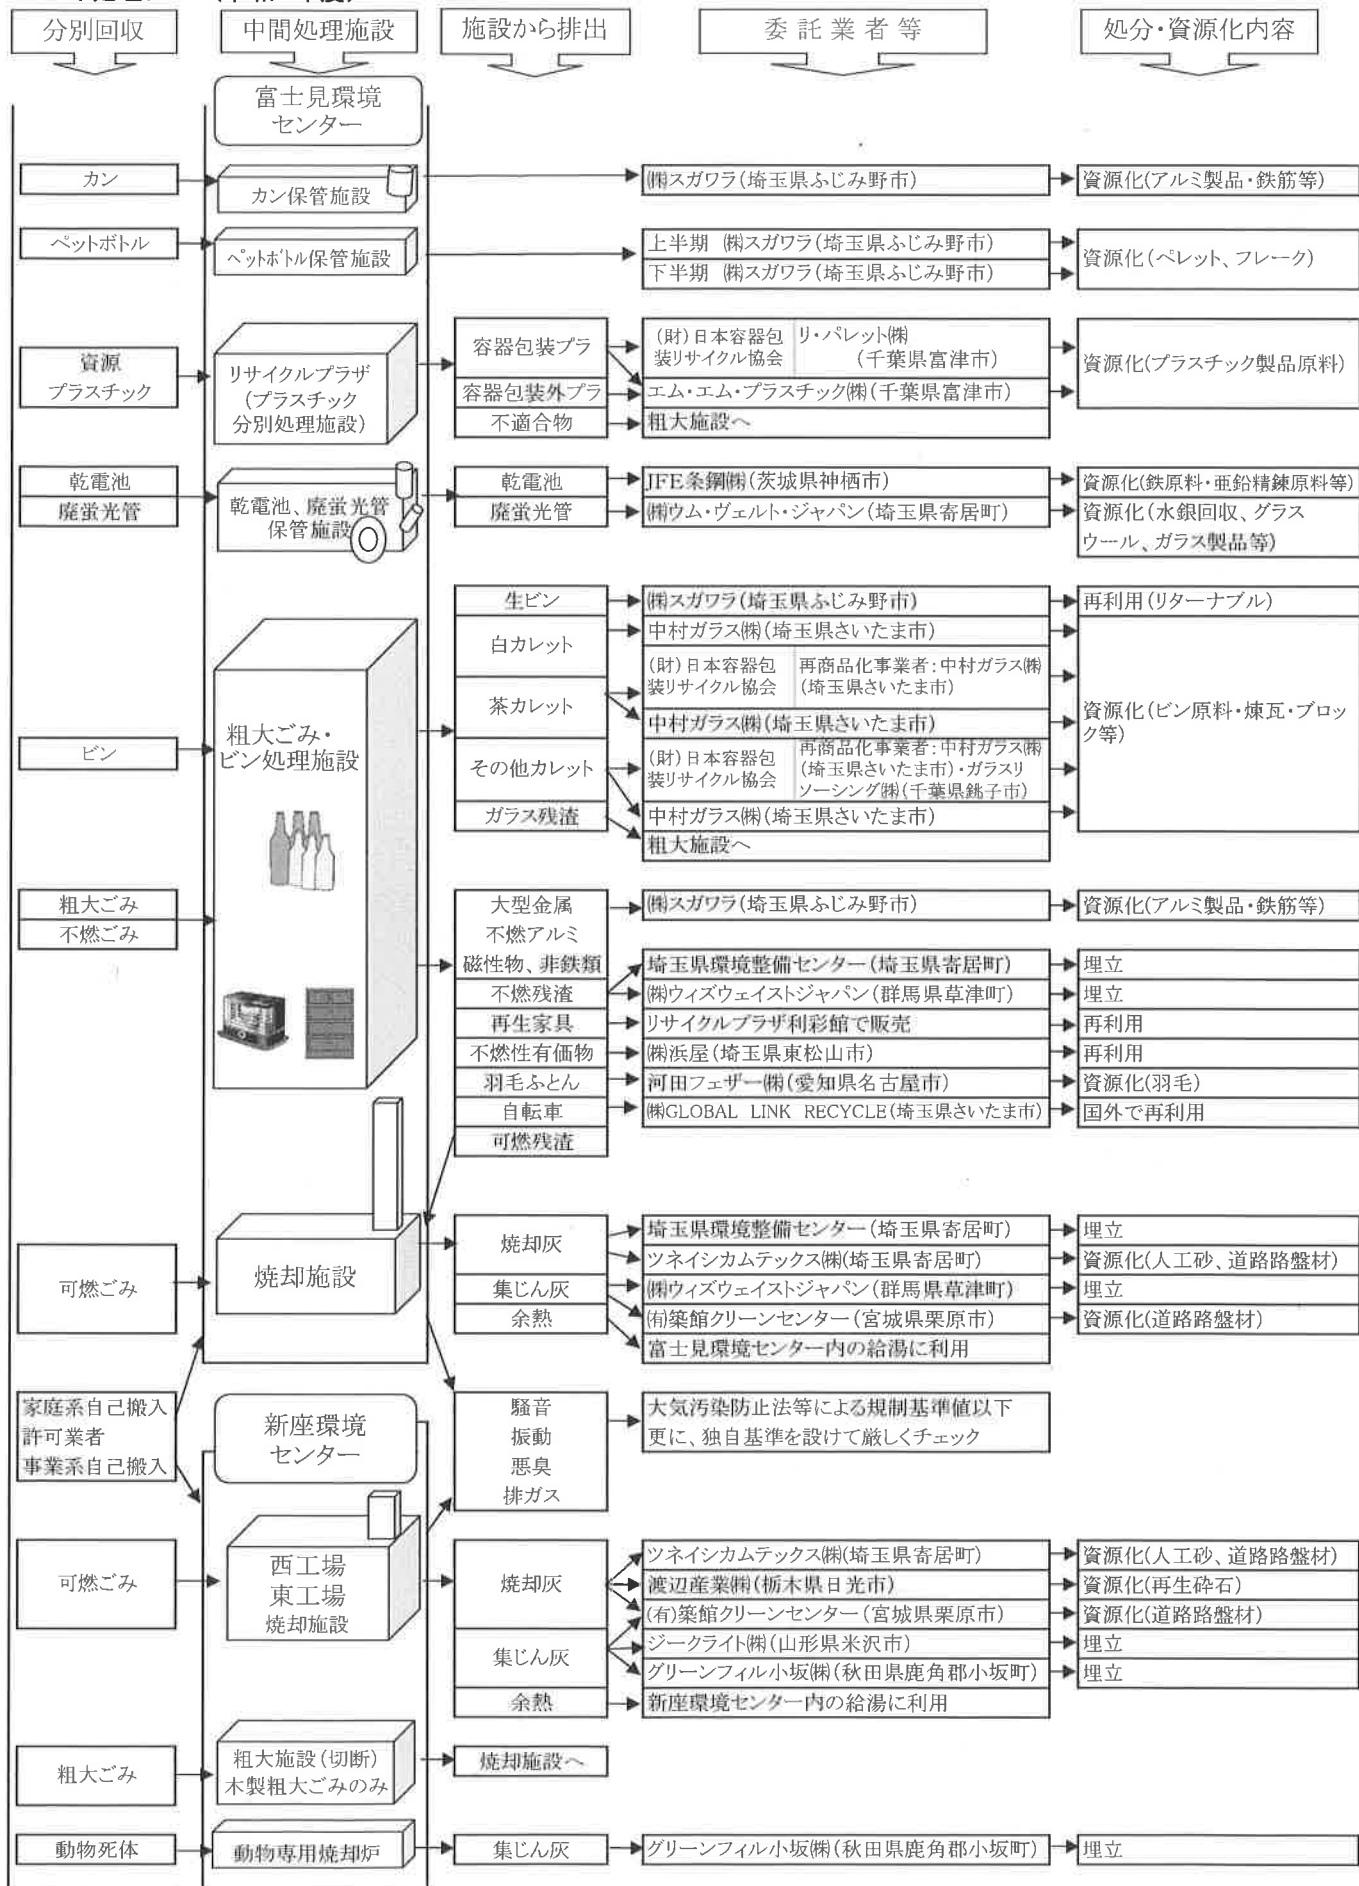 分別回収
中間処理施設
施設から排出
委託業者等
処分・資源化内容
富士見環境
センター
カン
カン保管施設
㈱スガワラ(埼玉県ふじみ野市)
資源化(アルミ製品・鉄筋等)
ペットボトル
ペットボトル保管施設
上半期 ㈱スガワラ(埼玉県ふじみ野市)
下半期 ㈱スガワラ(埼玉県ふじみ野市)
資源化(ペレット、フレーク)
資源
プラスチック
リサイクルプラザ
(プラスチック
分別処理施設)
容器包装プラ
(財)日本容器包
装リサイクル協会
リ・パレット㈱
(千葉県富津市)
資源化(プラスチック製品原料)
容器包装外プラ
エム・エム・プラスチック㈱(千葉県富津市)
不適合物
粗大施設へ
乾電池
廃蛍光管
乾電池、廃蛍光管
保管施設
乾電池
JFE条鋼㈱(茨城県神栖市)
資源化(鉄原料・亜鉛精錬原料等)
廃蛍光管
㈱ウム・ヴェルト・ジャパン(埼玉県寄居町)
資源化(水銀回収、グラス
ウール、ガラス製品等)
ビン
粗大ごみ・
ビン処理施設
生ビン
㈱スガワラ(埼玉県ふじみ野市)
再利用(リターナブル)
白カレット
中村ガラス㈱(埼玉県さいたま市)
(財)日本容器包
装リサイクル協会
再商品化事業者:中村ガラス㈱
(埼玉県さいたま市)
茶カレット
中村ガラス㈱(埼玉県さいたま市)
資源化(ビン原料・煉瓦・ブロッ
ク等)
その他カレット
(財)日本容器包
装リサイクル協会
再商品化事業者:中村ガラス㈱
(埼玉県さいたま市)・ガラスリ
ソーシング㈱(千葉県銚子市)
ガラス残渣
中村ガラス㈱(埼玉県さいたま市)
粗大施設へ
粗大ごみ
不燃ごみ
大型金属
不燃アルミ
磁性物、非鉄類
㈱スガワラ(埼玉県ふじみ野市)
資源化(アルミ製品・鉄筋等)
埼玉県環境整備センター(埼玉県寄居町)
埋立
不燃残渣
㈱ウィズウェイストジャパン(群馬県草津町)
埋立
再生家具
リサイクルプラザ利彩館で販売
再利用
不燃性有価物
㈱浜屋(埼玉県東松山市)
再利用
羽毛ふとん
河田フェザー㈱(愛知県名古屋市)
資源化(羽毛)
自転車
㈱GLOBAL LINK RECYCLE(埼玉県さいたま市)
国外で再利用
可燃残渣
可燃ごみ
焼却施設
焼却灰
埼玉県環境整備センター(埼玉県寄居町)
埋立
ツネイシカムテックス㈱(埼玉県寄居町)
資源化(人工砂、道路路盤材)
集じん灰
㈱ウィズウェイストジャパン(群馬県草津町)
埋立
余熱
(有)築館クリーンセンター(宮城県栗原市)
資源化(道路路盤材)
富士見環境センター内の給湯に利用
家庭系自己搬入
許可業者
事業系自己搬入
新座環境
センター
騒音
振動
悪臭
排ガス
大気汚染防止法等による規制基準値以下
更に、独自基準を設けて厳しくチェック
可燃ごみ
西工場
東工場
焼却施設
焼却灰
ツネイシカムテックス㈱(埼玉県寄居町)
資源化(人工砂、道路路盤材)
渡辺産業㈱(栃木県日光市)
資源化(再生砕石)
(有)築館クリーンセンター(宮城県栗原市)
資源化(道路路盤材)
集じん灰
ジークライト㈱(山形県米沢市)
埋立
グリーンフィル小坂㈱(秋田県鹿角郡小坂町)
埋立
余熱
新座環境センター内の給湯に利用
粗大ごみ
粗大施設(切断)
木製粗大ごみのみ
焼却施設へ
動物死体
動物専用焼却炉
集じん灰
グリーンフィル小坂㈱(秋田県鹿角郡小坂町)
埋立